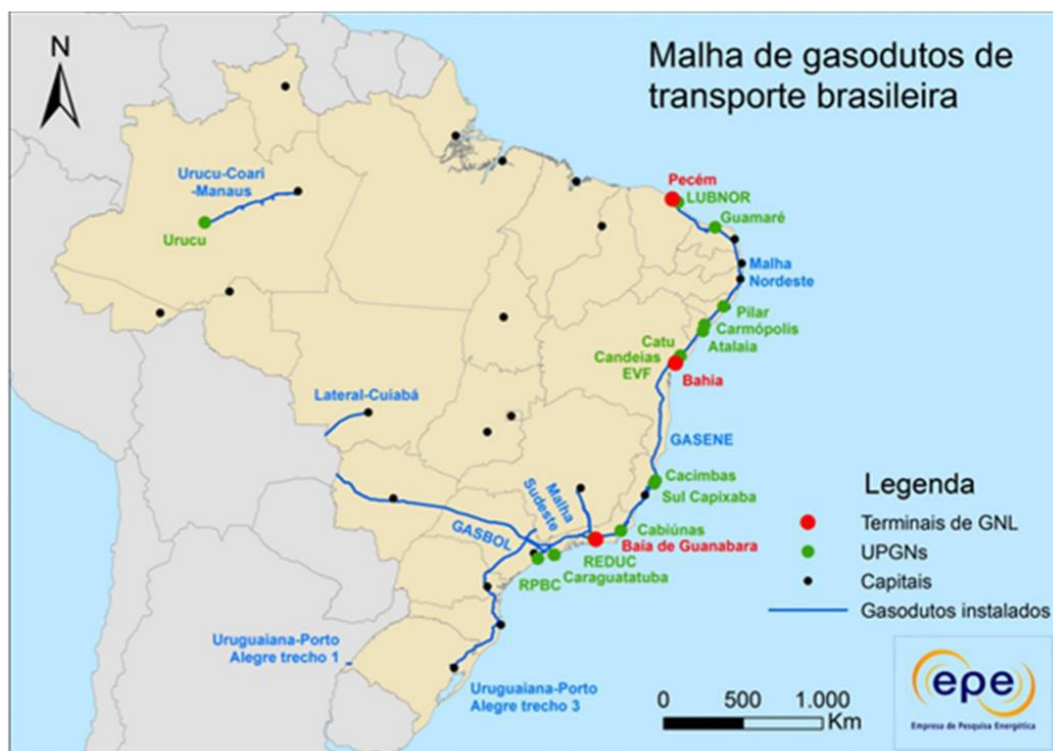 Malha de gasodutos de
transporte brasileira
N
Urucu-Coari
-Manaus
Urucu
Pecém
LUBNOR
Guamaré
Malha
Nordeste
Pilar
Carmópolis
Atalaia
Catu
Candeias
EVF
Bahia
Lateral-Cuiabá
GASENE
Cacimbas
Sul Capixaba
Malha
Sudeste
GASBOL
Cabiúnas
Baía de Guanabara
REDUC
Caraguatatuba
RPBC
Uruguaiana-Porto
Alegre trecho 1
Uruguaiana-Porto
Alegre trecho 3
Legenda
Terminais de GNL
UPGNs
Capitais
Gasodutos instalados
0 500 1.000
Km
epe
Empresa de Pesquisa Energética